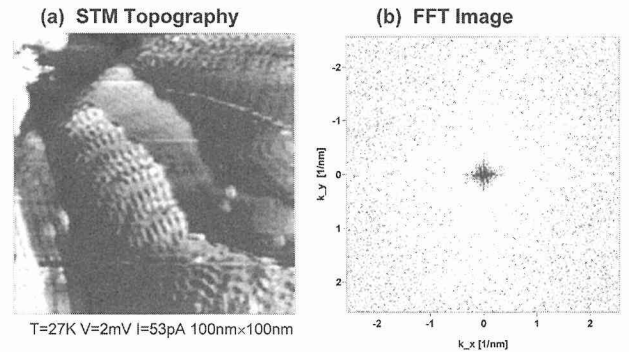 (a) STM Topography
T=27K V=2mV I=53pA 100nm×100nm
(b) FFT Image
-2
-1
0
1
2
k_y [1/nm]
-2 -1 0 1 2
k_x [1/nm]